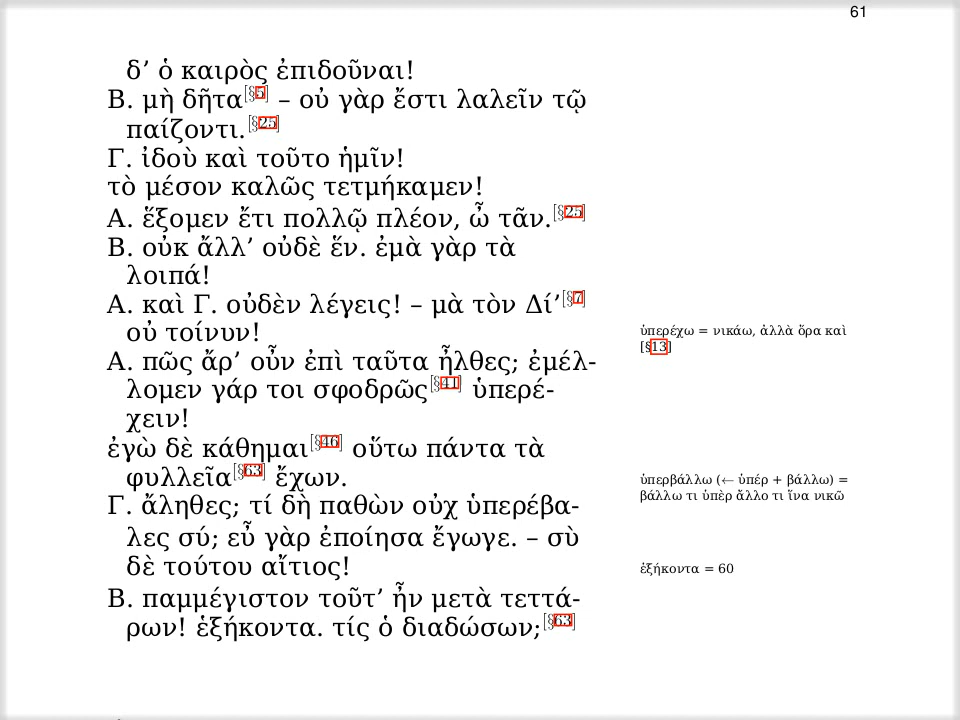 61
δ’ ὁ καιρὸς ἐπιδοῦναι!
Β. μὴ δῆτα[§5] – οὐ γὰρ ἔστι λαλεῖν τῷ
παίζοντι.[§25]
Γ. ἰδοὺ καὶ τοῦτο ἡμῖν!
τὸ μέσον καλῶς τετμήκαμεν!
Α. ἕξομεν ἔτι πολλῷ πλέον, ὦ τᾶν.[§25]
Β. οὐκ ἄλλ’ οὐδὲ ἕν. ἐμὰ γὰρ τὰ
λοιπά!
Α. καὶ Γ. οὐδὲν λέγεις! – μὰ τὸν Δί’[§7]
οὐ τοίνυν!
Α. πῶς ἄρ’ οὖν ἐπὶ ταῦτα ἦλθες; ἐμέλ-
λομεν γάρ τοι σφοδρῶς[§41] ὑπερέ-
χειν!
ἐγὼ δὲ κάθημαι[§46] οὕτω πάντα τὰ
φυλλεῖα[§63] ἔχων.
Γ. ἄληθες; τί δὴ παθὼν οὐχ ὑπερέβα-
λες σύ; εὖ γὰρ ἐποίησα ἔγωγε. – σὺ
δὲ τούτου αἴτιος!
Β. παμμέγιστον τοῦτ’ ἦν μετὰ τεττά-
ρων! ἑξήκοντα. τίς ὁ διαδώσων;[§63]
ὑπερέχω = νικάω, ἀλλὰ ὅρα καὶ
[§13]
ὑπερβάλλω (← ὑπέρ + βάλλω) =
βάλλω τι ὑπὲρ ἄλλο τι ἵνα νικῶ
ἑξήκοντα = 60